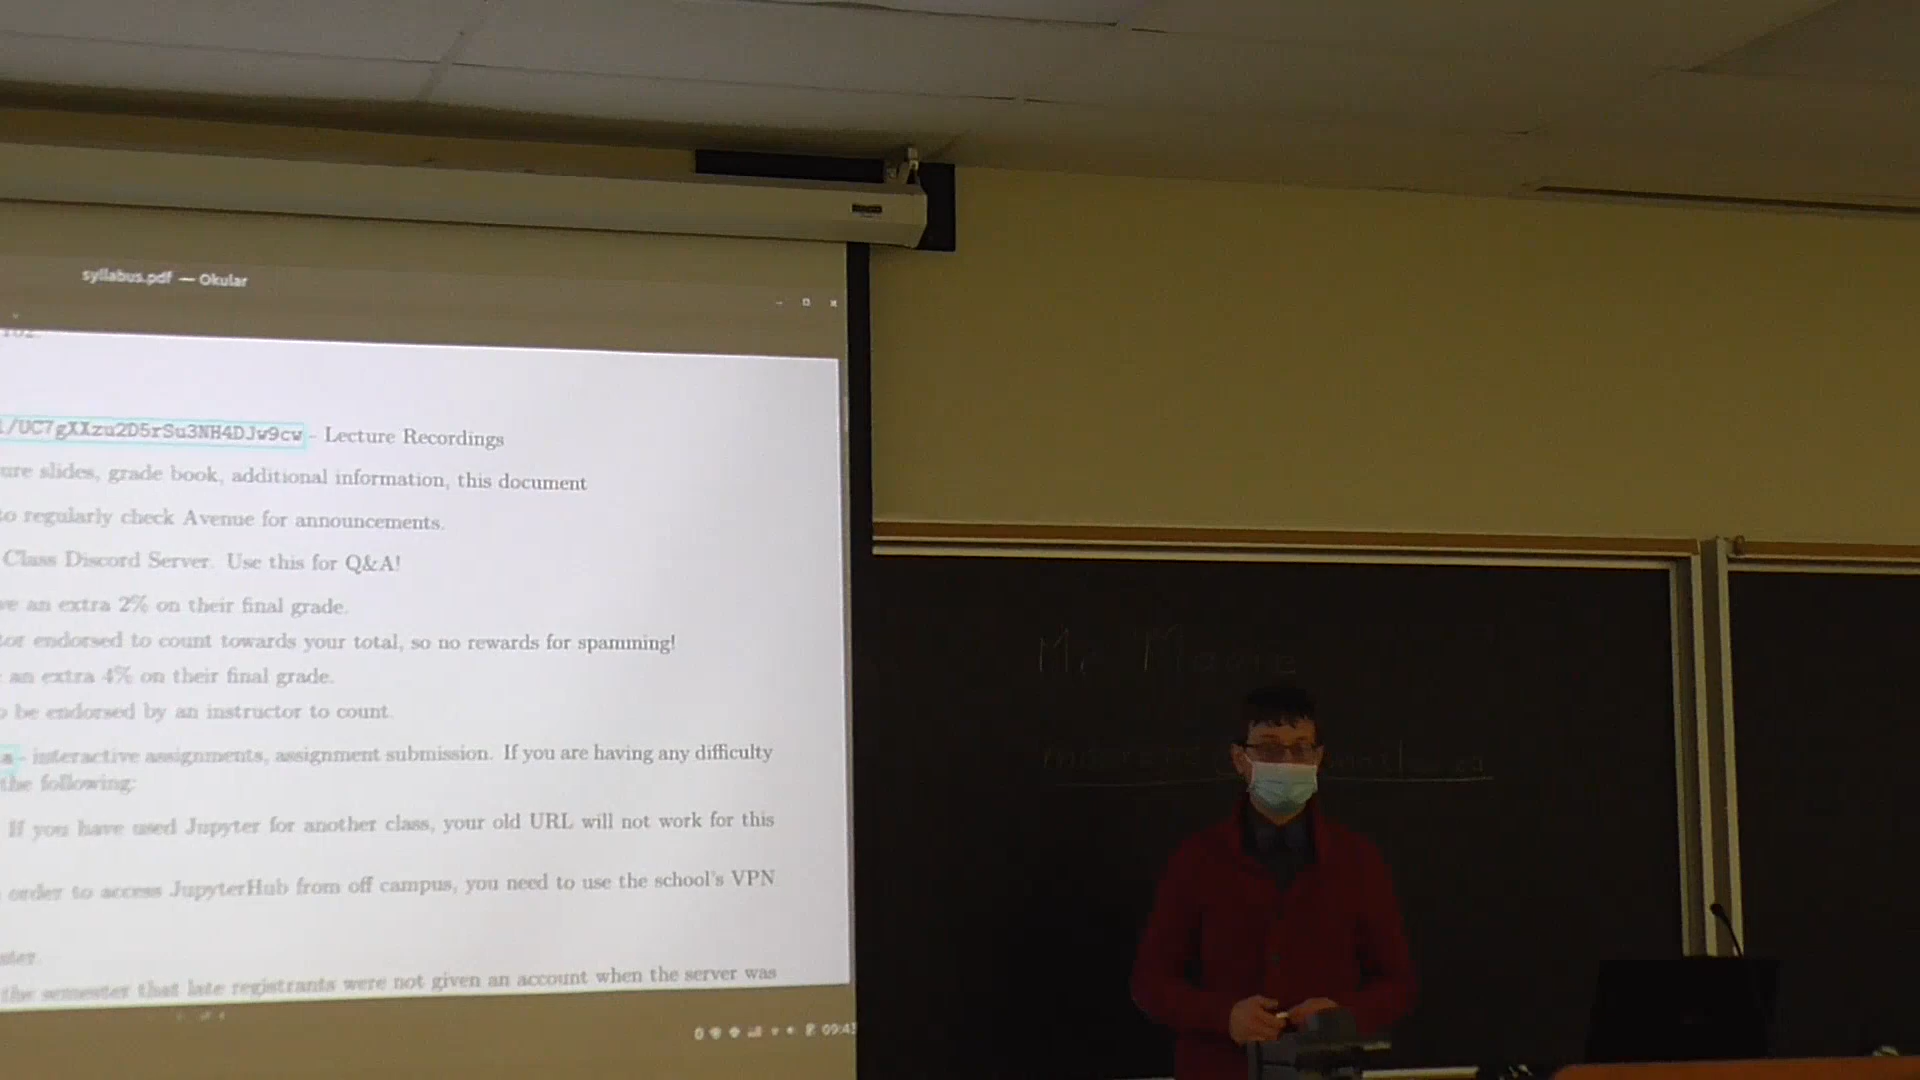 syllabus.pdf — Okular
/UC7gXXzu2D5rSu3NH4DJw9cw - Lecture Recordings
ure slides, grade book, additional information, this document
to regularly check Avenue for announcements.
Class Discord Server. Use this for Q&A!
ve an extra 2% on their final grade.
tor endorsed to count towards your total, so no rewards for spamming!
an extra 4% on their final grade.
o be endorsed by an instructor to count.
a - interactive assignments, assignment submission. If you are having any difficulty
the following:
If you have used Jupyter for another class, your old URL will not work for this
order to access JupyterHub from off campus, you need to use the school's VPN
the semester that late registrants were not given an account when the server was
09:4
Mr Moore